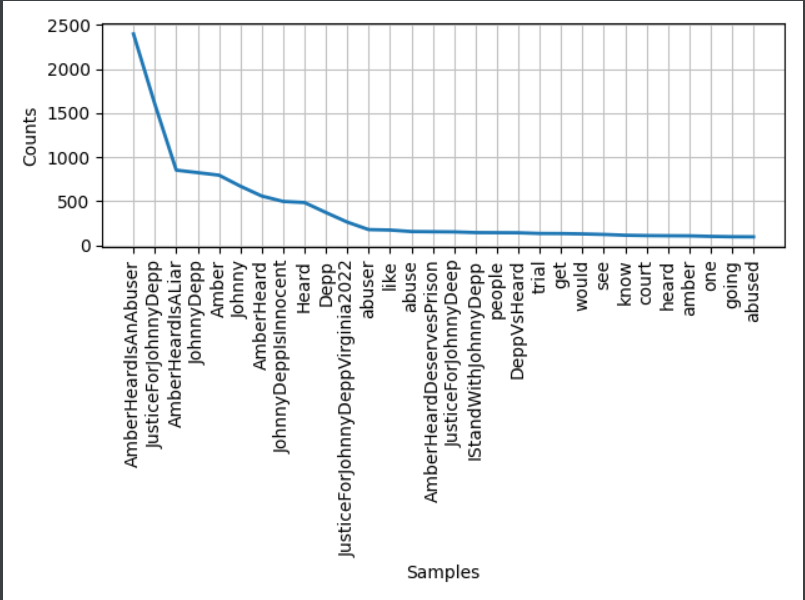 2500
2000
1500
1000
500
0
Counts
AmberHeardIsAnAbuser
JusticeForJohnnyDepp
AmberHeardIsALiar
JohnnyDepp
Amber
Johnny
AmberHeard
JohnnyDeppIsInnocent
Heard
Depp
JusticeForJohnnyDeppVirginia2022
abuser
like
abuse
AmberHeardDeservesPrison
JusticeForJohnnyDeep
IStandWithJohnnyDepp
people
DeppVsHeard
trial
get
would
see
know
court
heard
amber
one
going
abused
Samples